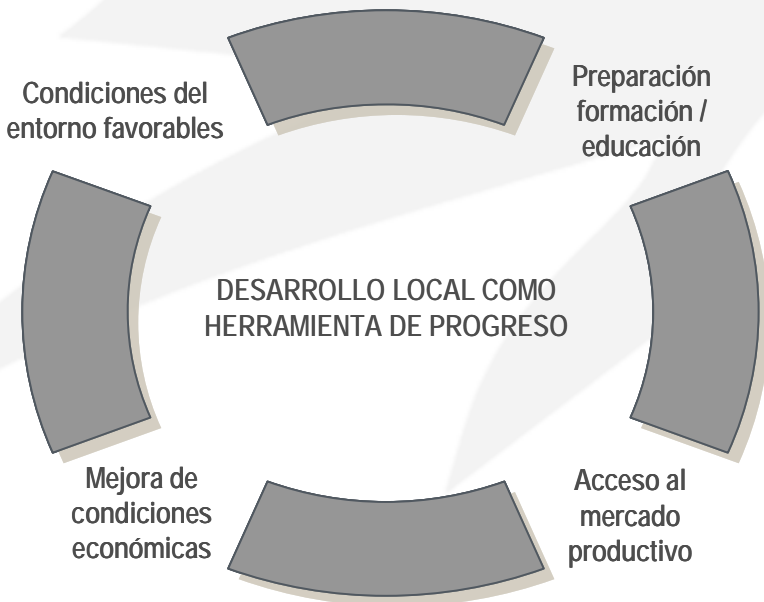 Condiciones del
entorno favorables
Preparación
formación /
educación
DESARROLLO LOCAL COMO
HERRAMIENTA DE PROGRESO
Mejora de
condiciones
económicas
Acceso al
mercado
productivo